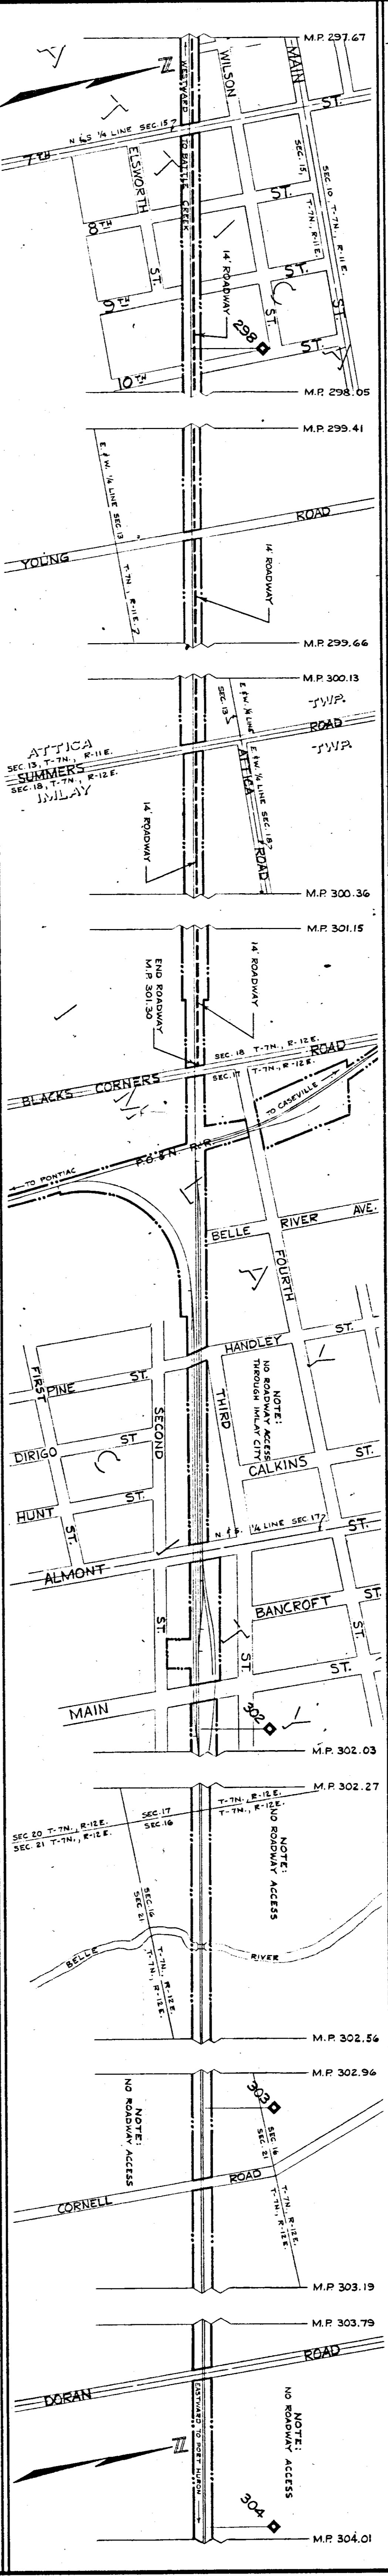 M.P. 297.67
Z
WESTWARD TO BATTLE CREEK
WILSON
MAIN
ST.
N & S 1/4 LINE SEC. 15
7TH
ELSWORTH
SEC. 15,
SEC. 10, T-7N., R-11E.
T-7N., R-11E.
ST.
8TH
14' ROADWAY
ST.
ST.
ST.
ST.
9TH
298
ST.
10TH
M.P. 298.05
M.P. 299.41
E. & W. 1/4 LINE SEC. 13
T-7N., R-11E.
ROAD
YOUNG
14' ROADWAY
M.P. 299.66
M.P. 300.13
E. & W. 1/4 LINE
SEC. 13
TWP.
ROAD
TWP.
ATTICA
SEC. 13, T-7N., R-11E.
SUMMERS
SEC. 18, T-7N., R-12E.
IMLAY
E. & W. 1/4 LINE SEC. 18
ATTICA
ROAD
14' ROADWAY
M.P. 300.36
M.P. 301.15
14' ROADWAY
END ROADWAY
M.P. 301.30
SEC. 18 T-7N., R-12E.
ROAD
SEC. 17 T-7N., R-12E.
BLACKS CORNERS
TO CASEVILLE
TO PONTIAC
P.O. & N. R.R.
BELLE RIVER AVE.
FOURTH
HANDLEY ST.
FIRST
PINE ST.
SECOND
THIRD
NOTE:
NO ROADWAY ACCESS
THROUGH IMLAY CITY
DIRIGO ST
CALKINS ST.
HUNT ST.
ST.
N & S. 1/4 LINE SEC. 17
ST.
ALMONT
BANCROFT ST.
ST.
ST.
ST.
ST.
MAIN
302
M.P. 302.03
M.P. 302.27
T-7N., R-12E.
T-7N., R-12E.
SEC. 17
SEC. 16
SEC 20 T-7N., R-12E.
SEC. 21 T-7N., R-12E.
NOTE:
NO ROADWAY ACCESS
SEC. 16
SEC. 21
T-7N., R-12E.
T-7N., R-12E.
BELLE
RIVER
M.P. 302.56
M.P. 302.96
303
NOTE:
NO ROADWAY ACCESS
SEC. 16
SEC. 21
T-7N., R-12E.
T-7N., R-12E.
CORNELL
ROAD
M.P. 303.19
M.P. 303.79
ROAD
DORAN
EASTWARD TO PORT HURON
NOTE:
NO ROADWAY ACCESS
Z
304
M.P. 304.01